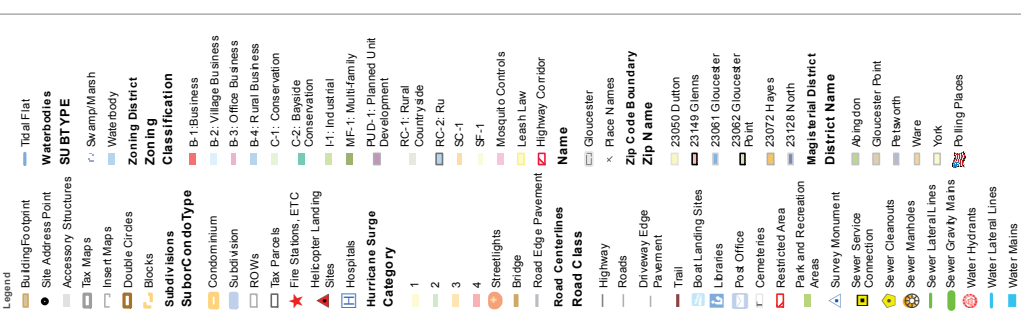 Legend
BuildingFootprint
Site Address Point
Accessory Structures
Tax Maps
Insert Maps
Double Circles
Blocks
Subdivisions
SuborCondoType
Condominium
Subdivision
ROWs
Tax Parcels
Fire Stations, ETC
Helicopter Landing
Sites
Hospitals
Hurricane Surge
Category
1
2
3
4
Streetlights
Bridge
Road Edge Pavement
Road Centerlines
Road Class
Highway
Roads
Driveway Edge
Pavement
Trail
Boat Landing Sites
Libraries
Post Office
Cemeteries
Restricted Area
Park and Recreation
Areas
Survey Monument
Sewer Service
Connection
Sewer Cleanouts
Sewer Manholes
Sewer Lateral Lines
Sewer Gravity Mains
Water Hydrants
Water Lateral Lines
Water Mains
Tidal Flat
Waterbodies
SUBTYPE
Swamp/Marsh
Waterbody
Zoning District
Zoning
Classification
B-1:Business
B-2: Village Business
B-3: Office Business
B-4: Rural Business
C-1: Conservation
C-2: Bayside
Conservation
I-1: Industrial
MF-1: Multi-family
PUD-1: Planned Unit
Development
RC-1: Rural
Countryside
RC-2: Ru
SC-1
SF-1
Mosquito Controls
Leash Law
Highway Corridor
Name
Gloucester
Place Names
Zip Code Boundary
Zip Name
23050 Dutton
23149 Glenns
23061 Gloucester
23062 Gloucester
Point
23072 Hayes
23128 North
Magisterial District
District Name
Abingdon
Gloucester Point
Petsworth
Ware
York
Polling Places